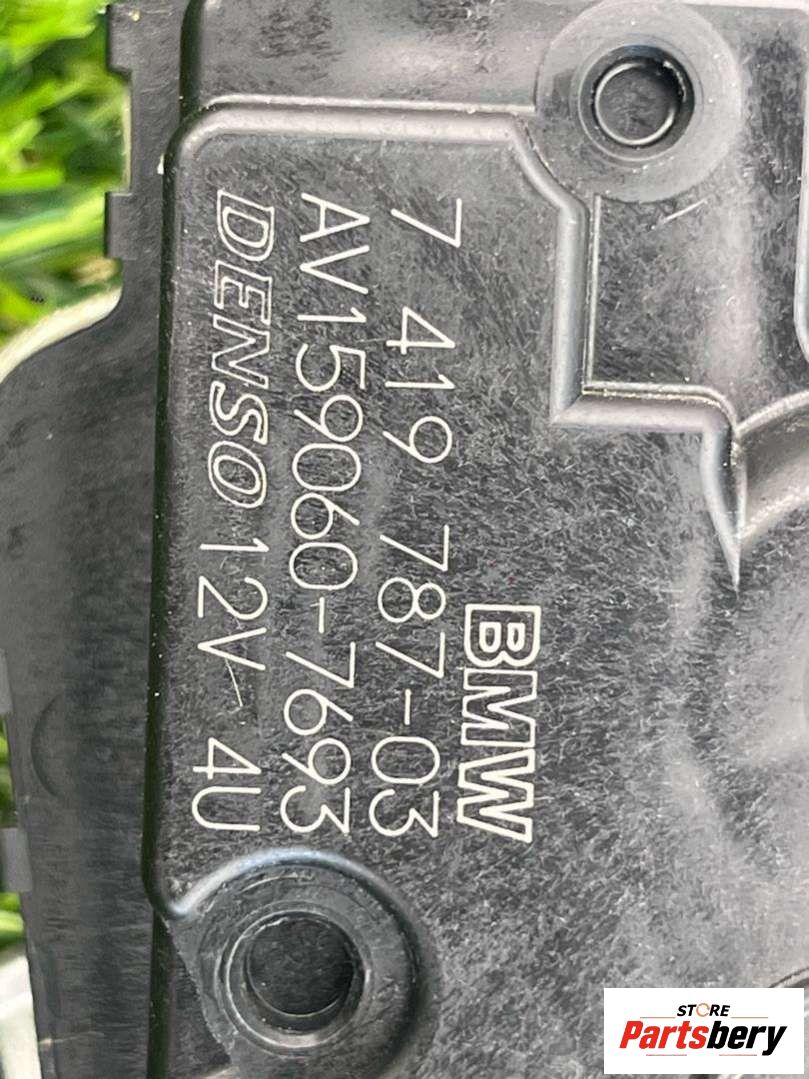 BMW
7 419 787-03
AV159060-7693
DENSO 12V 4U
STORE
Partsbery